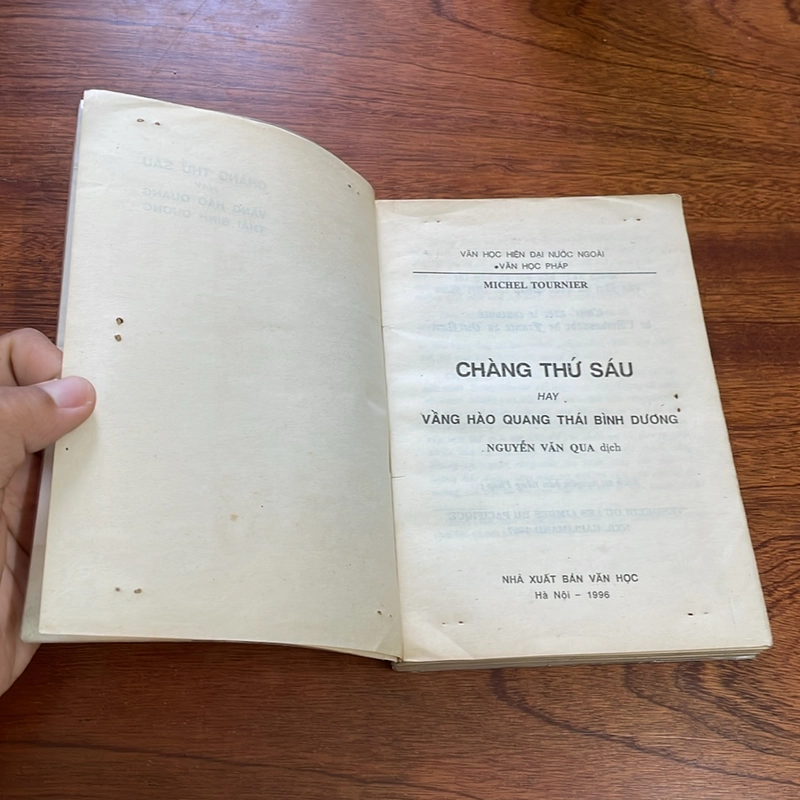 VĂN HỌC HIỆN ĐẠI NƯỚC NGOÀI
•VĂN HỌC PHÁP
MICHEL TOURNIER
CHÀNG THỨ SÁU
HAY
VẦNG HÀO QUANG THÁI BÌNH DƯƠNG
NGUYỄN VĂN QUA dịch
NHÀ XUẤT BẢN VĂN HỌC
Hà Nội – 1996